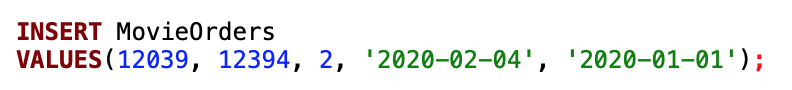 INSERT MovieOrders
VALUES(12039, 12394, 2, '2020-02-04', '2020-01-01');